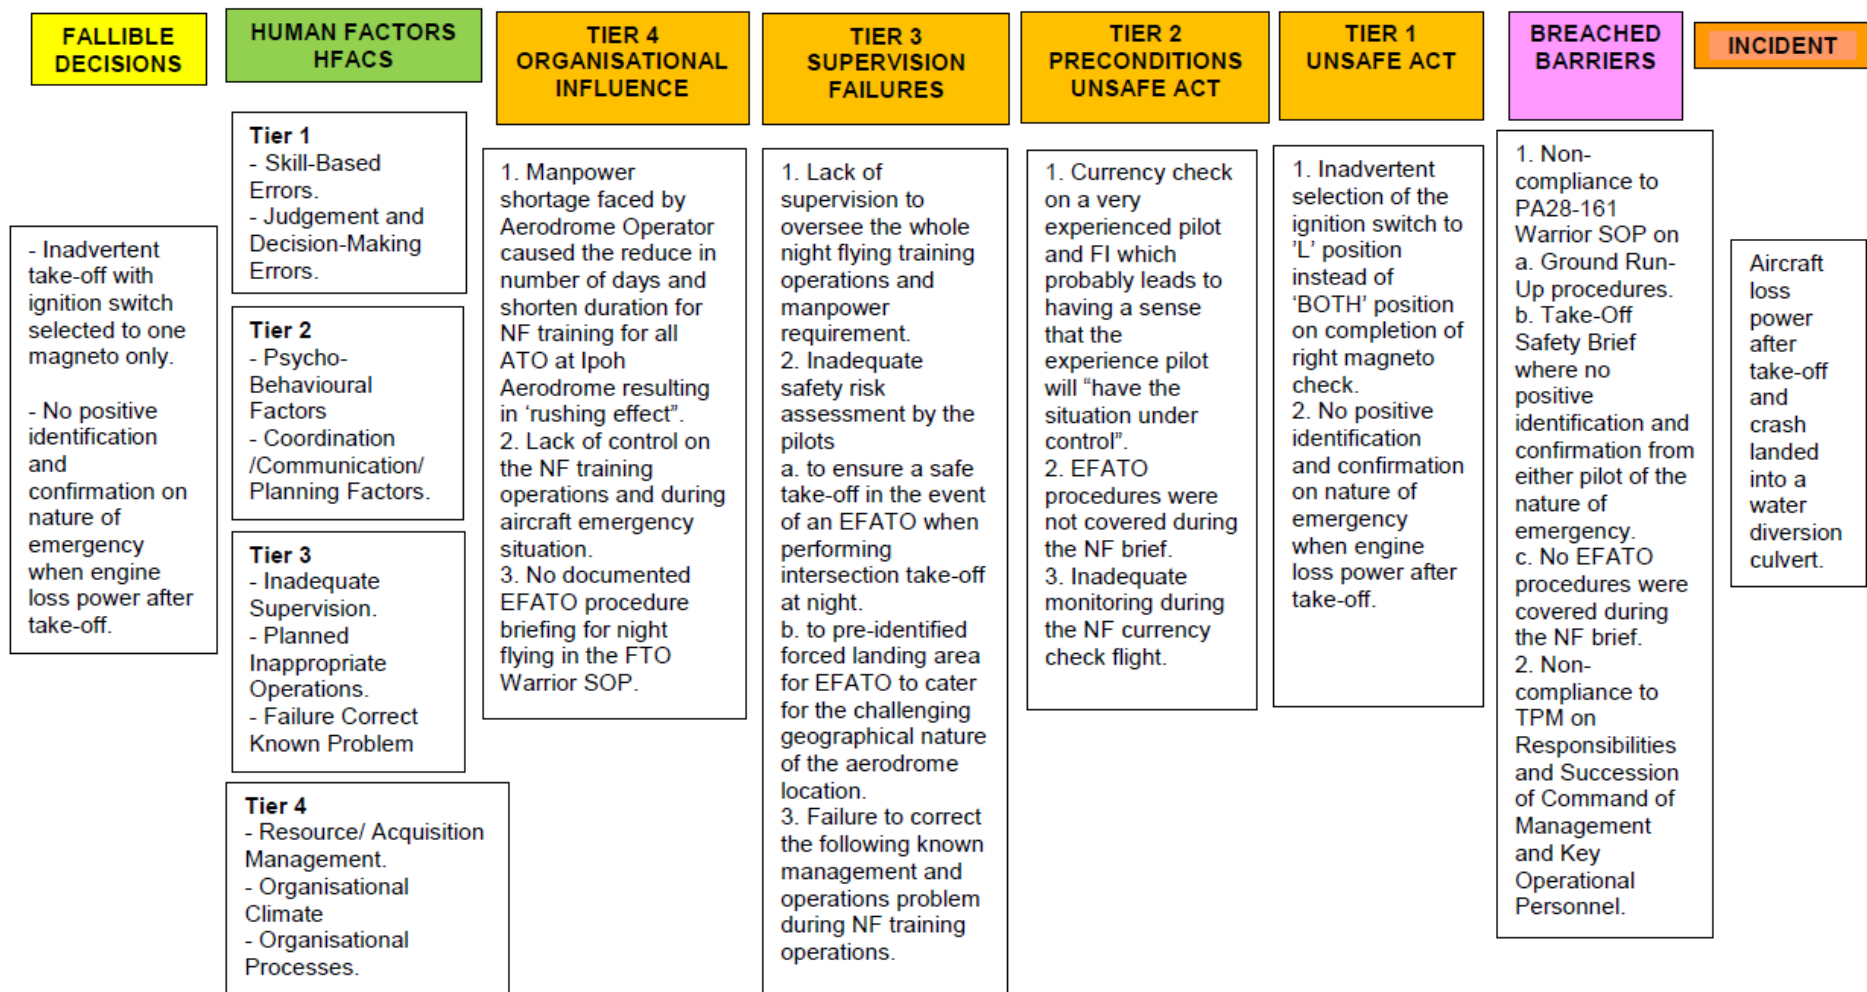 FALLIBLE
DECISIONS
HUMAN FACTORS
HFACS
TIER 4
ORGANISATIONAL
INFLUENCE
TIER 3
SUPERVISION
FAILURES
TIER 2
PRECONDITIONS
UNSAFE ACT
TIER 1
UNSAFE ACT
BREACHED
BARRIERS
INCIDENT
- Inadvertent
take-off with
ignition switch
selected to one
magneto only.
- No positive
identification
and
confirmation on
nature of
emergency
when engine
loss power after
take-off.
Tier 1
- Skill-Based
Errors.
- Judgement and
Decision-Making
Errors.
Tier 2
- Psycho-
Behavioural
Factors
- Coordination
/Communication/
Planning Factors.
Tier 3
- Inadequate
Supervision.
- Planned
Inappropriate
Operations.
- Failure Correct
Known Problem
Tier 4
- Resource/ Acquisition
Management.
- Organisational
Climate
- Organisational
Processes.
1. Manpower
shortage faced by
Aerodrome Operator
caused the reduce in
number of days and
shorten duration for
NF training for all
ATO at Ipoh
Aerodrome resulting
in ‘rushing effect”.
2. Lack of control on
the NF training
operations and during
aircraft emergency
situation.
3. No documented
EFATO procedure
briefing for night
flying in the FTO
Warrior SOP.
1. Lack of
supervision to
oversee the whole
night flying training
operations and
manpower
requirement.
2. Inadequate
safety risk
assessment by the
pilots
a. to ensure a safe
take-off in the event
of an EFATO when
performing
intersection take-off
at night.
b. to pre-identified
forced landing area
for EFATO to cater
for the challenging
geographical nature
of the aerodrome
location.
3. Failure to correct
the following known
management and
operations problem
during NF training
operations.
1. Currency check
on a very
experienced pilot
and FI which
probably leads to
having a sense
that the
experience pilot
will “have the
situation under
control”.
2. EFATO
procedures were
not covered during
the NF brief.
3. Inadequate
monitoring during
the NF currency
check flight.
1. Inadvertent
selection of the
ignition switch to
’L’ position
instead of
‘BOTH’ position
on completion of
right magneto
check.
2. No positive
identification
and confirmation
on nature of
emergency
when engine
loss power after
take-off.
1. Non-
compliance to
PA28-161
Warrior SOP on
a. Ground Run-
Up procedures.
b. Take-Off
Safety Brief
where no
positive
identification and
confirmation from
either pilot of the
nature of
emergency.
c. No EFATO
procedures were
covered during
the NF brief.
2. Non-
compliance to
TPM on
Responsibilities
and Succession
of Command of
Management
and Key
Operational
Personnel.
Aircraft
loss
power
after
take-off
and
crash
landed
into a
water
diversion
culvert.